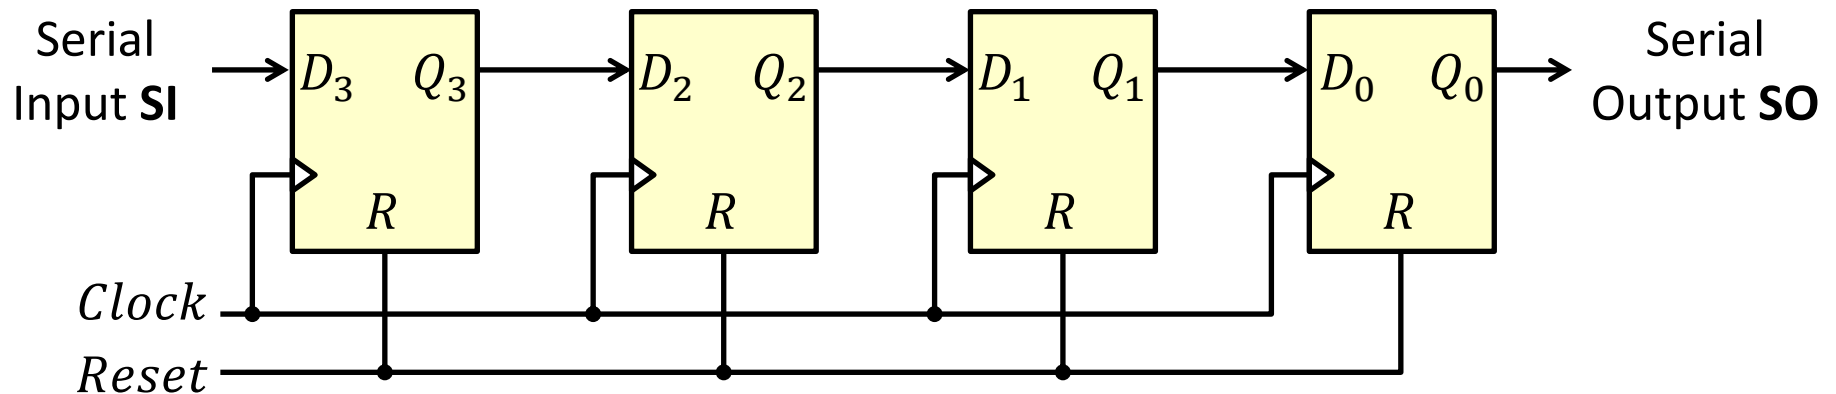 Serial
Input SI
D₃ Q₃
R
D₂ Q₂
R
D₁ Q₁
R
D₀ Q₀
R
Serial
Output SO
Clock
Reset